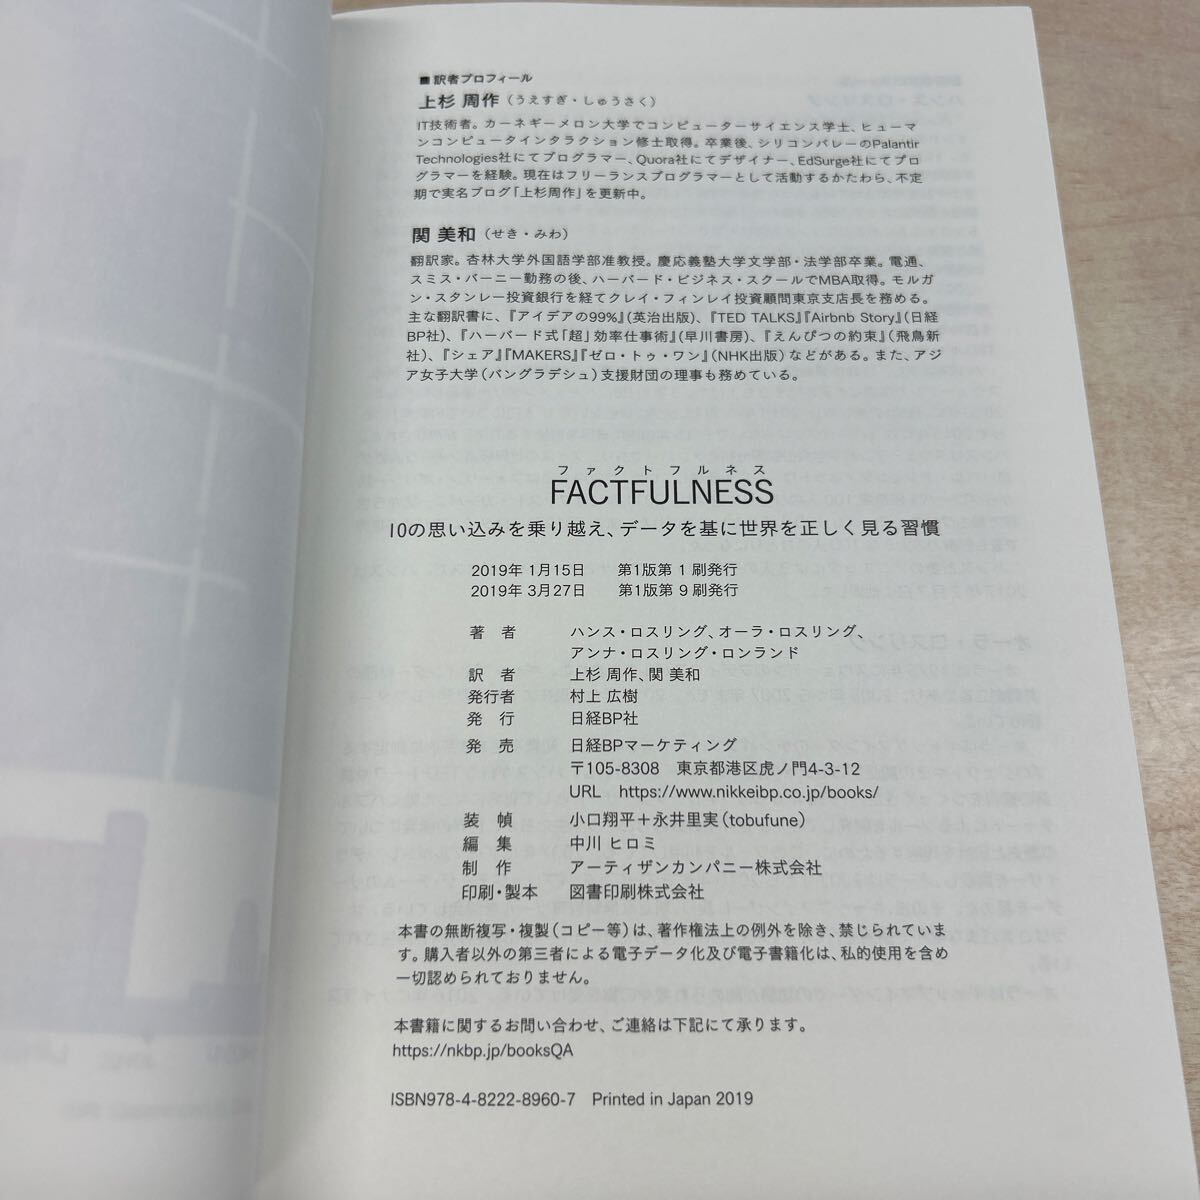 ■訳者プロフィール
上杉 周作（うえすぎ・しゅうさく）
IT技術者。カーネギーメロン大学でコンピューターサイエンス学士、ヒューマ
ンコンピュータインタラクション修士取得。卒業後、シリコンバレーのPalantir
Technologies社にてプログラマー、Quora社にてデザイナー、EdSurge社にてプロ
グラマーを経験。現在はフリーランスプログラマーとして活動するかたわら、不定
期で実名ブログ「上杉周作」を更新中。
関 美和（せき・みわ）
翻訳家。杏林大学外国語学部准教授。慶応義塾大学文学部・法学部卒業。電通、
スミス・バーニー勤務の後、ハーバード・ビジネス・スクールでMBA取得。モルガ
ン・スタンレー投資銀行を経てクレイ・フィンレイ投資顧問東京支店長を務める。
主な翻訳書に、『アイデアの99%』（英治出版）、『TED TALKS』『Airbnb Story』（日経
BP社）、『ハーバード式「超」効率仕事術』（早川書房）、『えんぴつの約束』（飛鳥新
社）、『シェア』『MAKERS』『ゼロ・トゥ・ワン』（NHK出版）などがある。また、アジ
ア女子大学（バングラデシュ）支援財団の理事も務めている。
ファクトフルネス
FACTFULNESS
10の思い込みを乗り越え、データを基に世界を正しく見る習慣
2019年 1月15日　第1版第 1 刷発行
2019年 3月27日　第1版第 9 刷発行
著　者　ハンス・ロスリング、オーラ・ロスリング、
アンナ・ロスリング・ロンランド
訳　者　上杉 周作、関 美和
発行者　村上 広樹
発　行　日経BP社
発　売　日経BPマーケティング
〒105-8308　東京都港区虎ノ門4-3-12
URL　https://www.nikkeibp.co.jp/books/
装　幀　小口翔平＋永井里実（tobufune）
編　集　中川 ヒロミ
制　作　アーティザンカンパニー株式会社
印刷・製本　図書印刷株式会社
本書の無断複写・複製（コピー等）は、著作権法上の例外を除き、禁じられていま
す。購入者以外の第三者による電子データ化及び電子書籍化は、私的使用を含め
一切認められておりません。
本書籍に関するお問い合わせ、ご連絡は下記にて承ります。
https://nkbp.jp/booksQA
ISBN978-4-8222-8960-7　Printed in Japan 2019